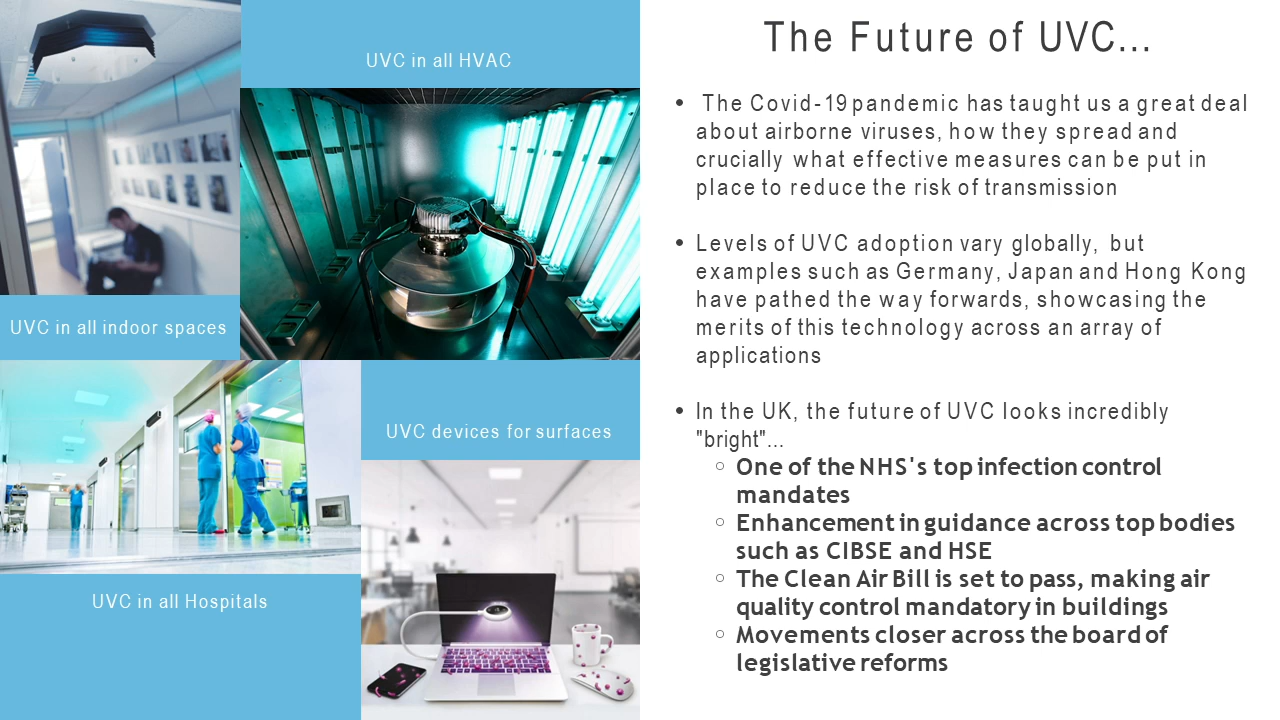 The Future of UVC...
UVC in all HVAC
UVC in all indoor spaces
UVC devices for surfaces
UVC in all Hospitals
• The Covid-19 pandemic has taught us a great deal
about airborne viruses, how they spread and
crucially what effective measures can be put in
place to reduce the risk of transmission
• Levels of UVC adoption vary globally, but
examples such as Germany, Japan and Hong Kong
have pathed the way forwards, showcasing the
merits of this technology across an array of
applications
• In the UK, the future of UVC looks incredibly
"bright"...
○ One of the NHS's top infection control
mandates
○ Enhancement in guidance across top bodies
such as CIBSE and HSE
○ The Clean Air Bill is set to pass, making air
quality control mandatory in buildings
○ Movements closer across the board of
legislative reforms